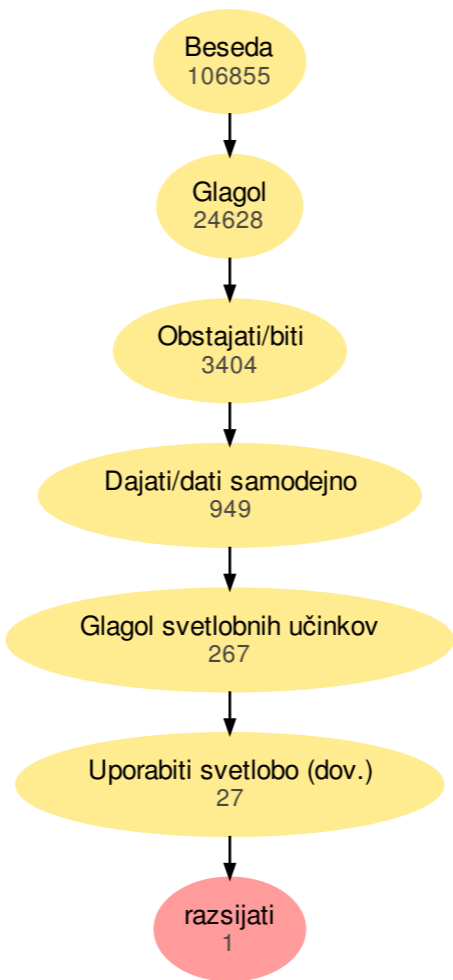 Beseda
106855
Glagol
24628
Obstajati/biti
3404
Dajati/dati samodejno
949
Glagol svetlobnih učinkov
267
Uporabiti svetlobo (dov.)
27
razsijati
1